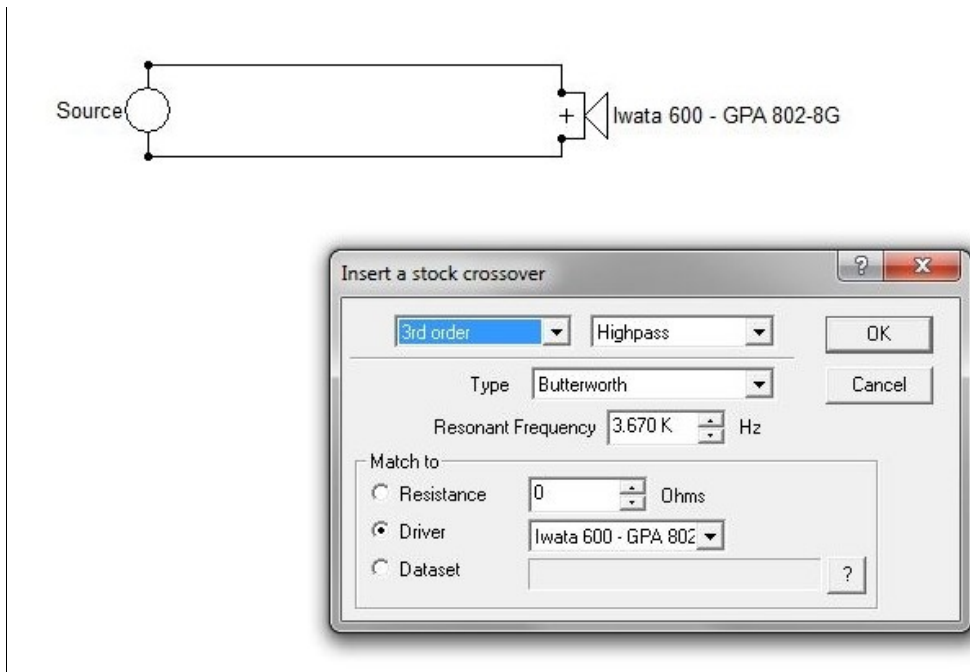 Source
+
Iwata 600 - GPA 802-8G
Insert a stock crossover
?
X
3rd order
Highpass
OK
Type
Butterworth
Cancel
Resonant Frequency
3.670 K
Hz
Match to
Resistance
0
Ohms
Driver
Iwata 600 - GPA 802
Dataset
?